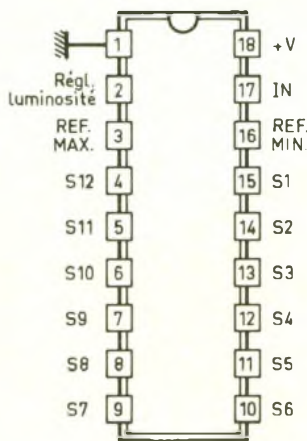 1 18 +V
Régl. luminosité 2 17 IN
REF. MAX. 3 16 REF. MIN.
S12 4 15 S1
S11 5 14 S2
S10 6 13 S3
S9 7 12 S4
S8 8 11 S5
S7 9 10 S6